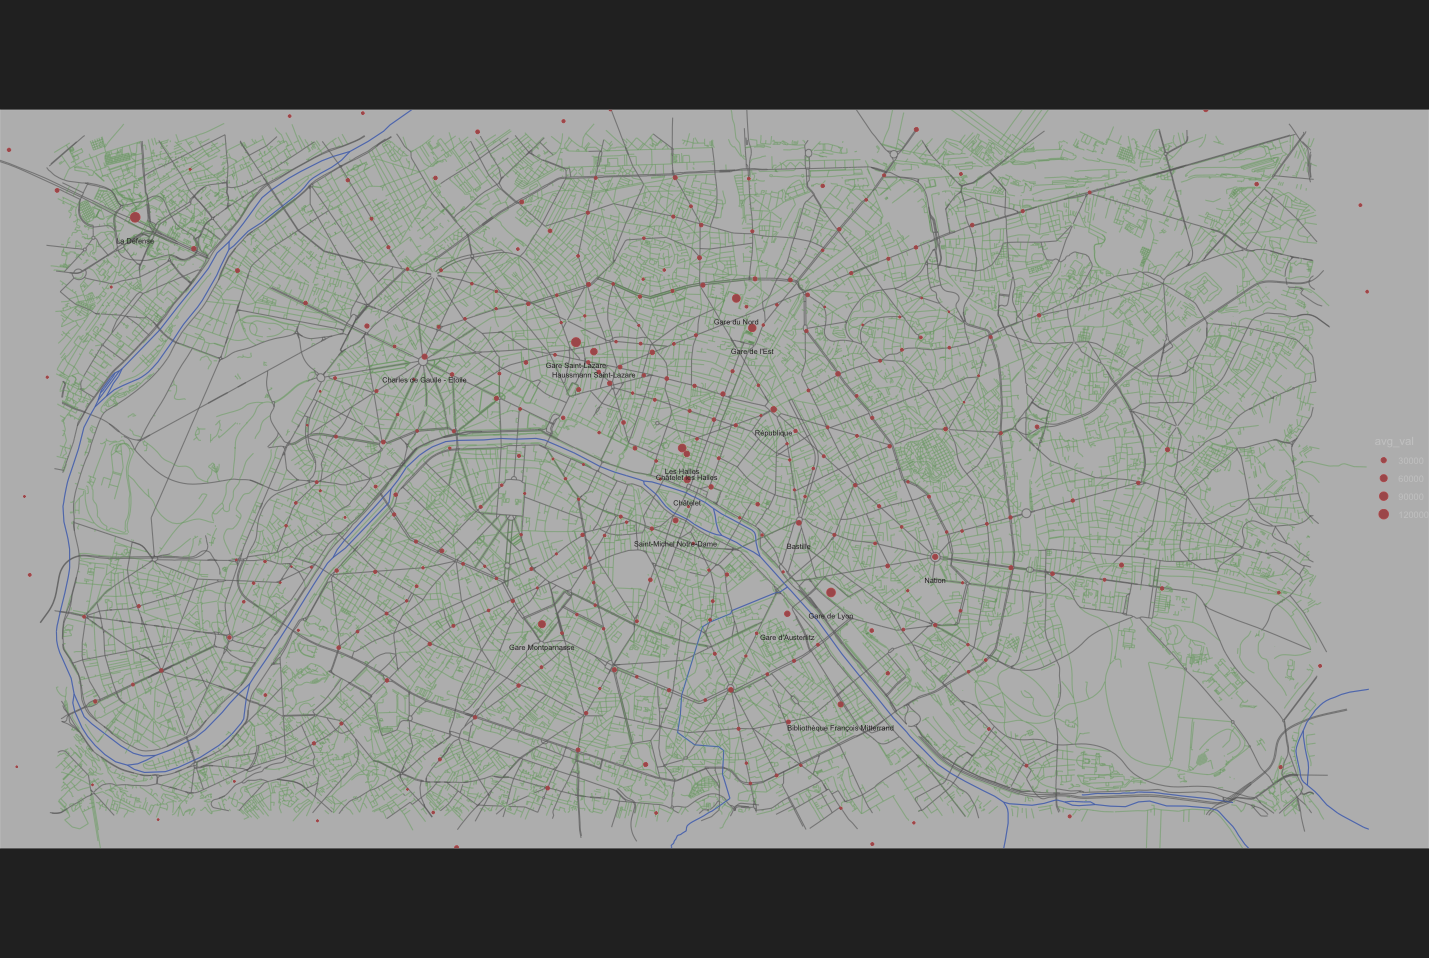 La Défense
Gare du Nord
Gare de l'Est
Gare Saint-Lazare
Haussmann Saint-Lazare
Charles de Gaulle - Étoile
République
avg_val
30000
60000
90000
120000
Les Halles
Châtelet les Halles
Châtelet
Saint-Michel Notre-Dame
Bastille
Nation
Gare de Lyon
Gare d'Austerlitz
Gare Montparnasse
Bibliothèque François Mitterrand